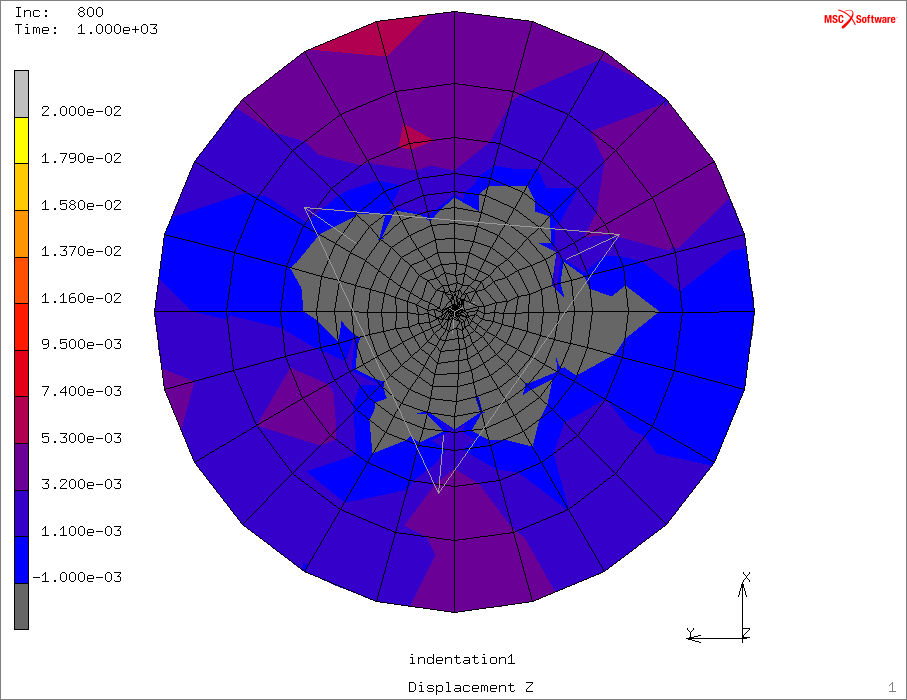 Inc: 800
Time: 1.000e+03
MSC Software
2.000e-02
1.790e-02
1.580e-02
1.370e-02
1.160e-02
9.500e-03
7.400e-03
5.300e-03
3.200e-03
1.100e-03
-1.000e-03
X
Y
Z
indentation1
Displacement Z
1